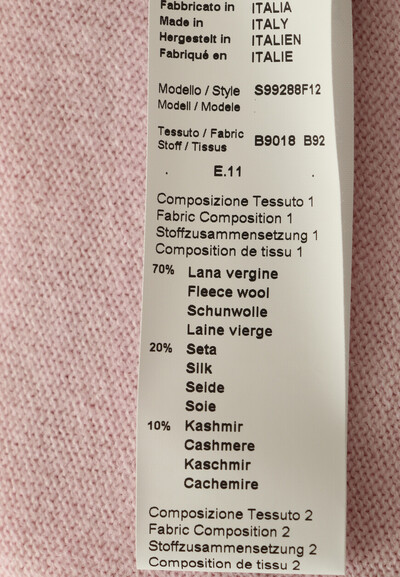 Fabbricato in ITALIA
Made in ITALY
Hergestelt in ITALIEN
Fabriqué en ITALIE
Modello / Style S99288F12
Modell / Modele
Tessuto / Fabric B9018 B92
Stoff / Tissus
E.11
Composizione Tessuto 1
Fabric Composition 1
Stoffzusammensetzung 1
Composition de tissu 1
70% Lana vergine
Fleece wool
Schunwolle
Laine vierge
20% Seta
Silk
Seide
Soie
10% Kashmir
Cashmere
Kaschmir
Cachemire
Composizione Tessuto 2
Fabric Composition 2
Stoffzusammensetzung 2
Composition de tissu 2